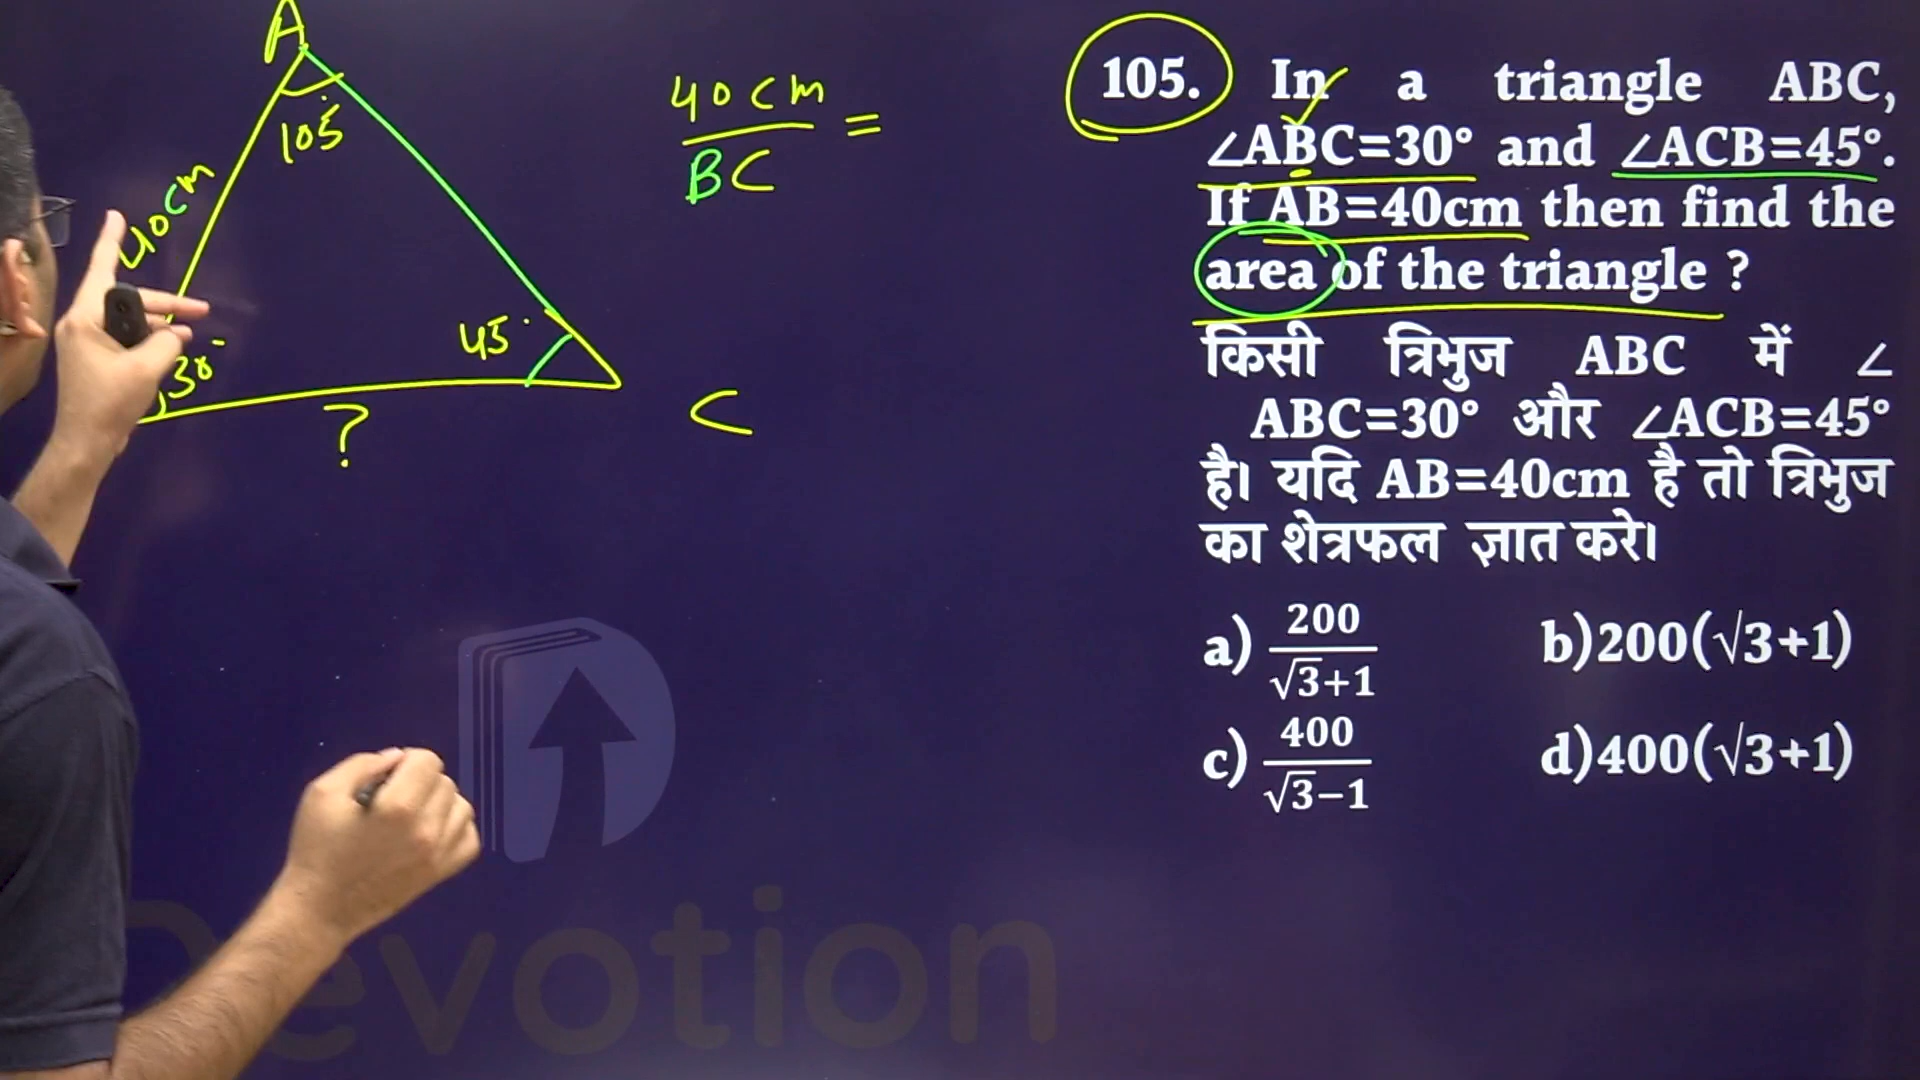 A
105°
40cm
30°
45°
?
C
40cm
BC
=
105. In a triangle ABC,
∠ABC=30° and ∠ACB=45°.
If AB=40cm then find the
area of the triangle ?
किसी त्रिभुज ABC में ∠
ABC=30° और ∠ACB=45°
है। यदि AB=40cm है तो त्रिभुज
का शेत्रफल ज्ञात करे।
a) 200/√3+1 b)200(√3+1)
c) 400/√3−1 d)400(√3+1)
Devotion